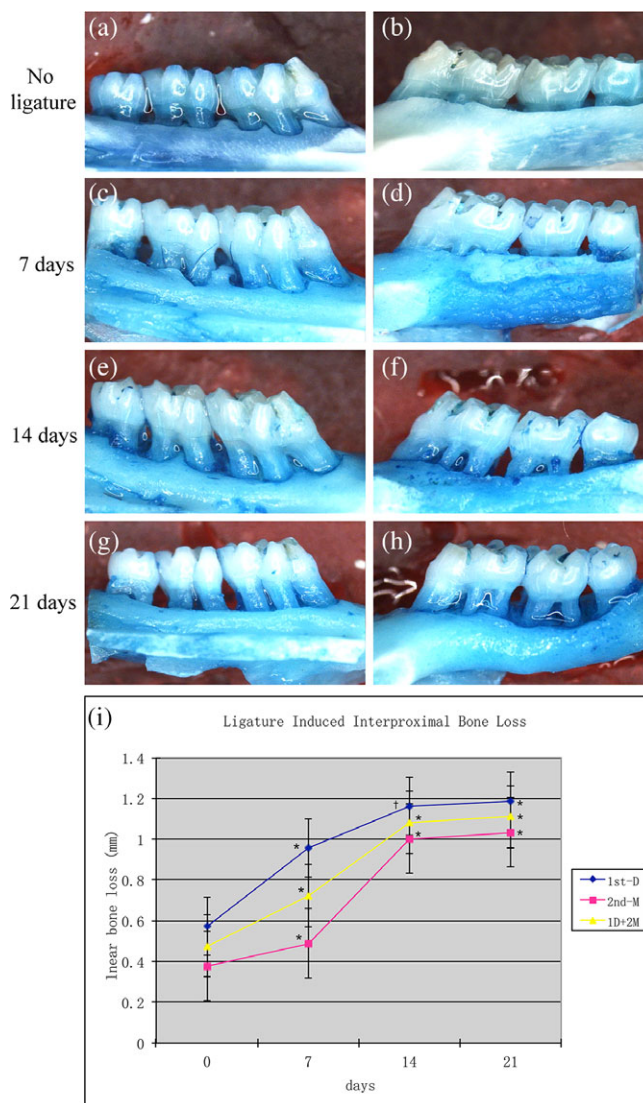 (a) (b)
No
ligature
(c) (d)
7 days
(e) (f)
14 days
(g) (h)
21 days
(i)
Ligature Induced Interproximal Bone Loss
lnear bone loss (mm)
1.4
1.2
1
0.8
0.6
0.4
0.2
0
* * * † * * * * *
0 7 14 21
days
1st-D
2nd-M
1D+2M